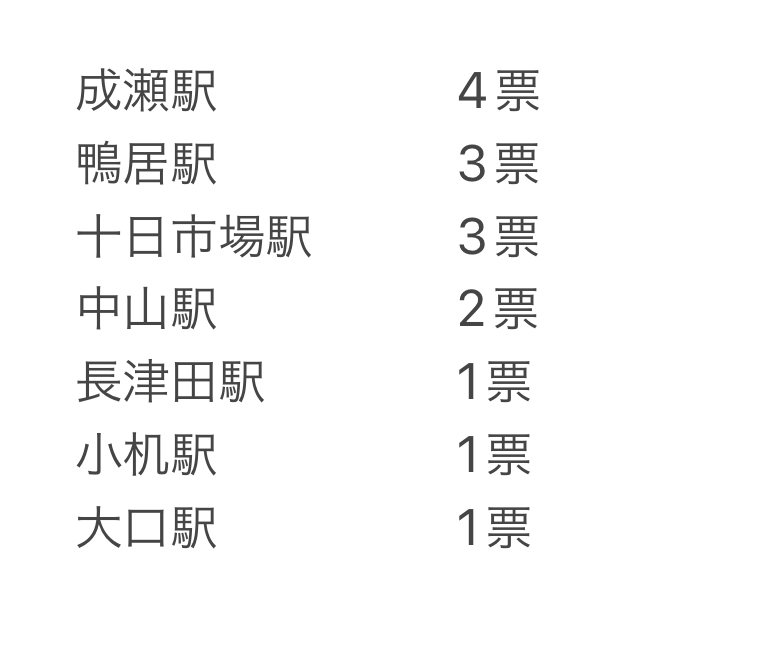 成瀬駅 4票
鴨居駅 3票
十日市場駅 3票
中山駅 2票
長津田駅 1票
小机駅 1票
大口駅 1票